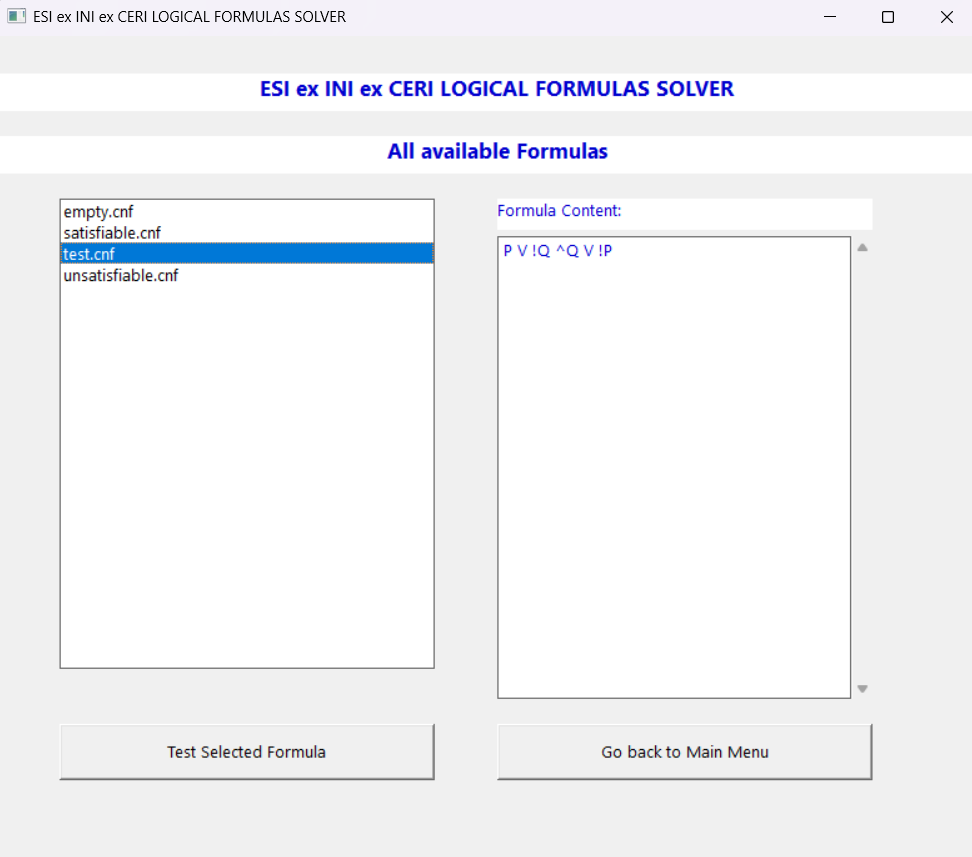 ESI ex INI ex CERI LOGICAL FORMULAS SOLVER
ESI ex INI ex CERI LOGICAL FORMULAS SOLVER
All available Formulas
empty.cnf
satisfiable.cnf
test.cnf
unsatisfiable.cnf
Formula Content:
P V !Q ^Q V !P
Test Selected Formula
Go back to Main Menu